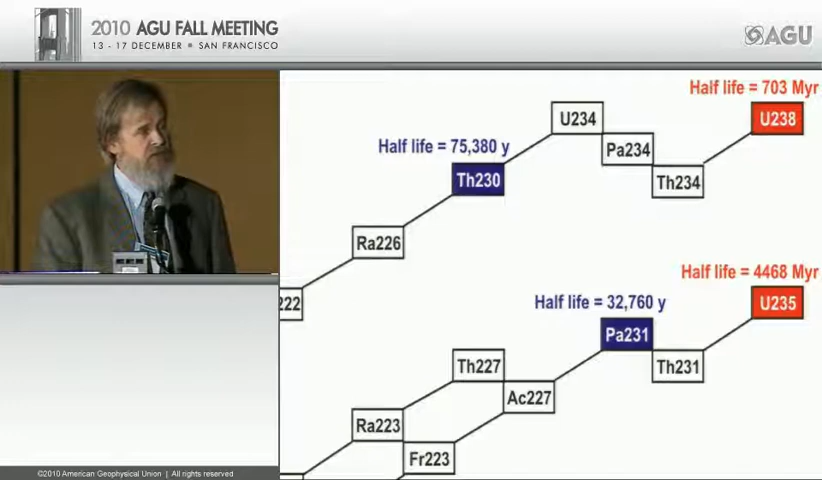 2010 AGU FALL MEETING
13 - 17 DECEMBER ■ SAN FRANCISCO
AGU
Half life = 703 Myr
U238
U234
Pa234
Th234
Half life = 75,380 y
Th230
Ra226
222
Half life = 4468 Myr
U235
Half life = 32,760 y
Pa231
Th231
Th227
Ac227
Ra223
Fr223
©2010 American Geophysical Union | All rights reserved